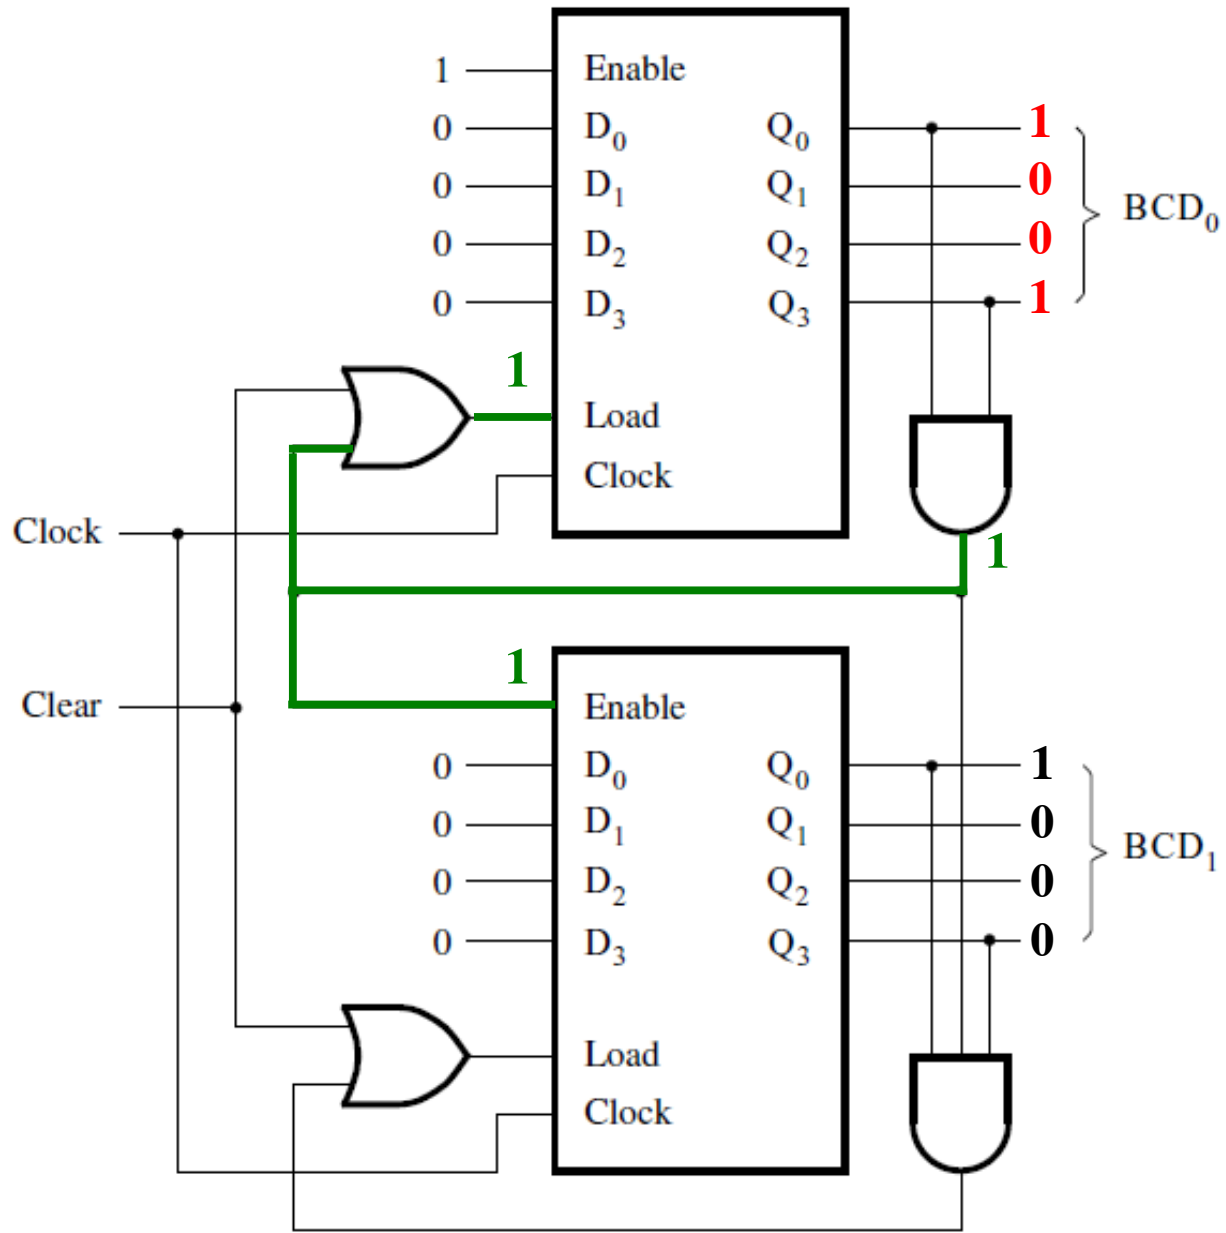 1 Enable
0 D0 Q0 1
0 D1 Q1 0
0 D2 Q2 0
0 D3 Q3 1
BCD0
1 Load
Clock
Clock
1
1
Clear
Enable
0 D0 Q0 1
0 D1 Q1 0
0 D2 Q2 0
0 D3 Q3 0
BCD1
Load
Clock